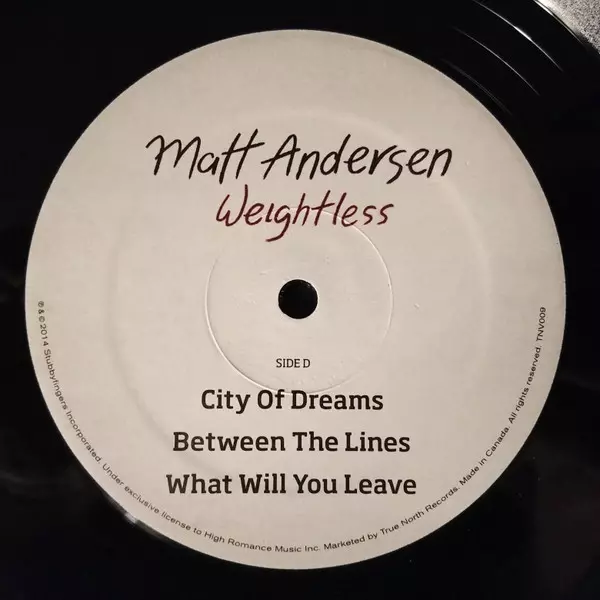 Matt Andersen
Weightless
SIDE D
City Of Dreams
Between The Lines
What Will You Leave
℗ & © 2014 Stubbyfingers Incorporated. Under exclusive license to High Romance Music Inc. Marketed by True North Records. Made in Canada. All rights reserved. TNV009